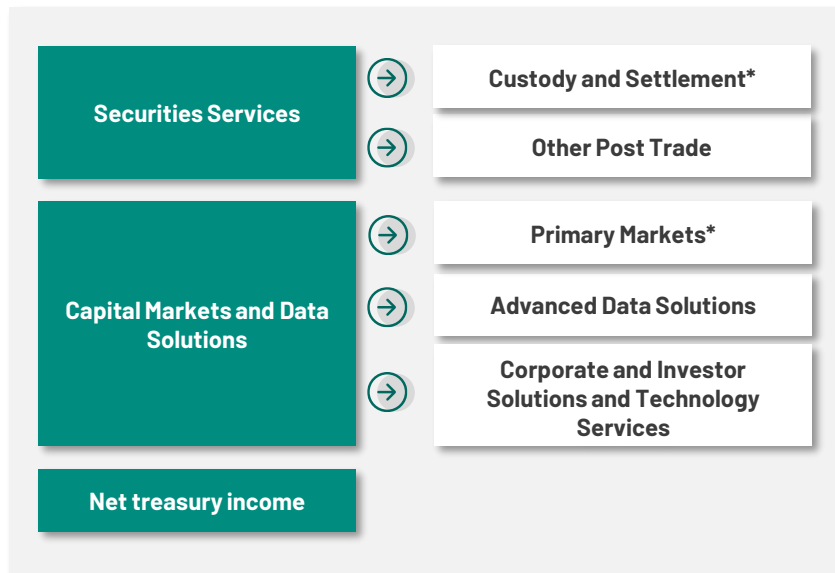 Securities Services
Custody and Settlement*
Other Post Trade
Capital Markets and Data
Solutions
Primary Markets*
Advanced Data Solutions
Corporate and Investor
Solutions and Technology
Services
Net treasury income